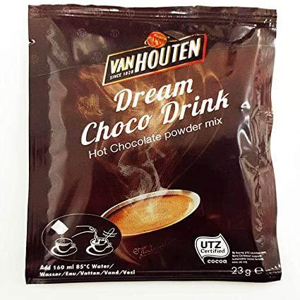 VAN HOUTEN
SINCE 1828
Dream
Choco Drink
Hot Chocolate powder mix
Add 160 ml 85°C Water/
Wasser/Eau/Vatten/Vand/Vesi
UTZ
Certified
cocoa
23 g e